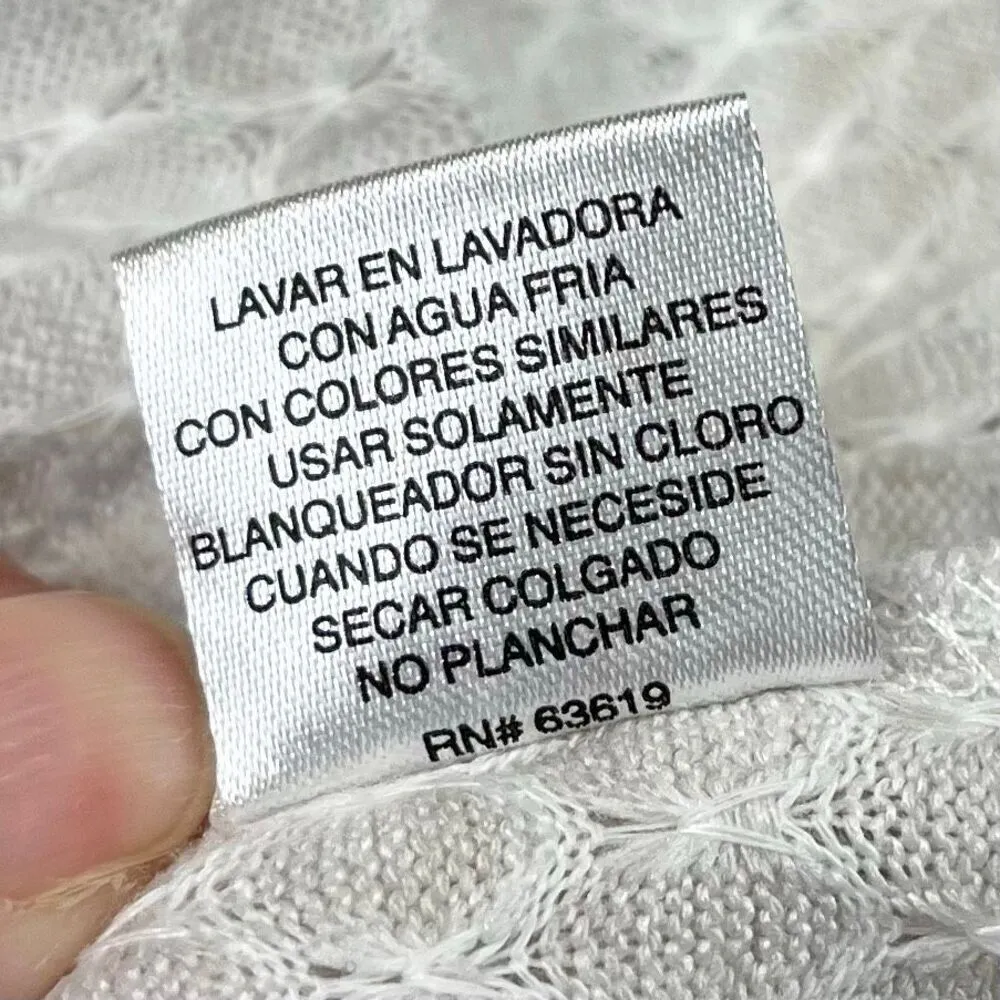 LAVAR EN LAVADORA
CON AGUA FRIA
CON COLORES SIMILARES
USAR SOLAMENTE
BLANQUEADOR SIN CLORO
CUANDO SE NECESIDE
SECAR COLGADO
NO PLANCHAR
RN# 63619